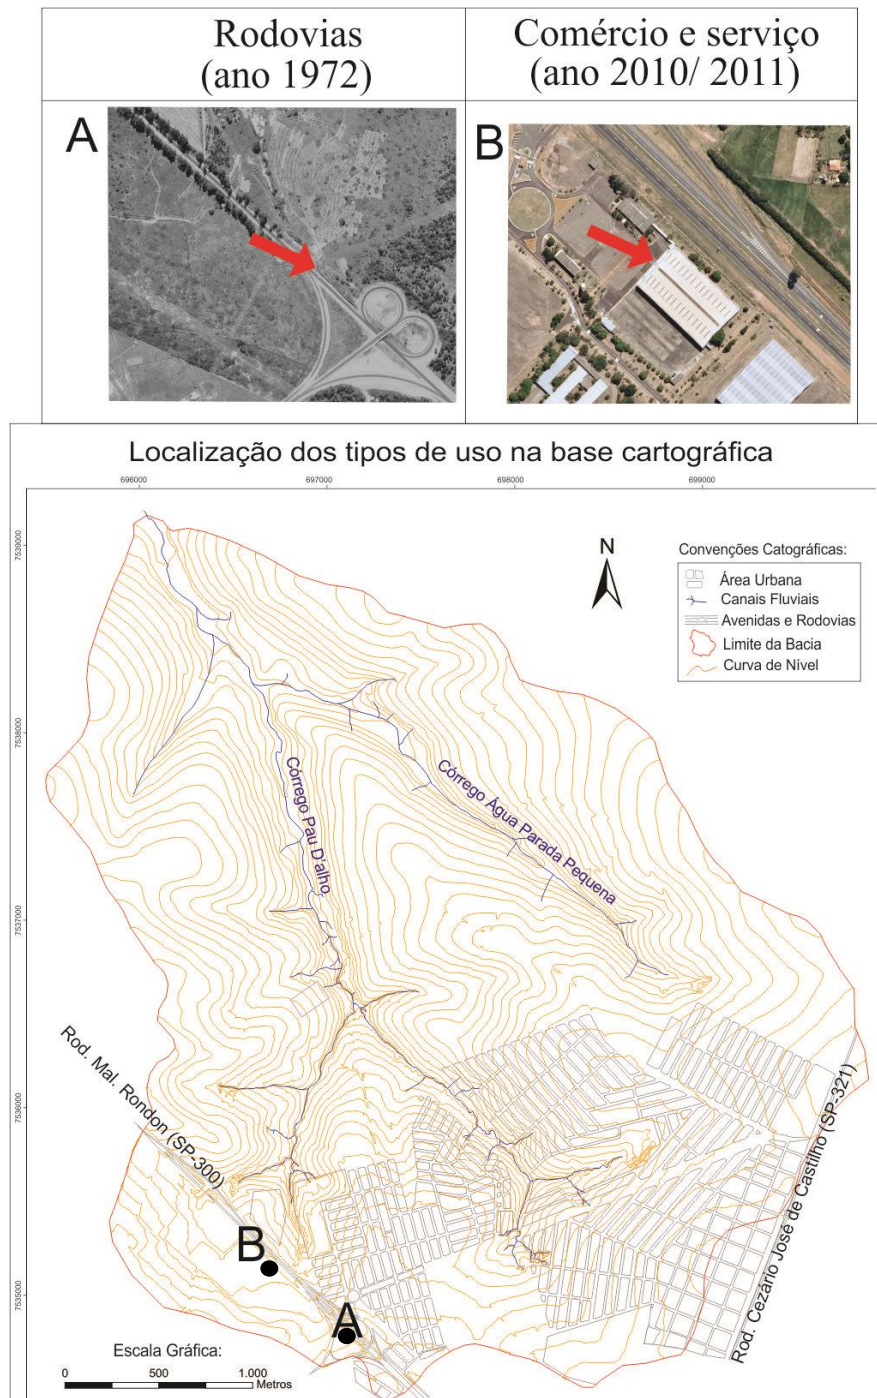 Rodovias
(ano 1972)
Comércio e serviço
(ano 2010/ 2011)
A
B
Localização dos tipos de uso na base cartográfica
696000
697000
698000
699000
7539000
7538000
7537000
7536000
7535000
N
Convenções Catográficas:
Área Urbana
Canais Fluviais
Avenidas e Rodovias
Limite da Bacia
Curva de Nível
Córrego Pau D'alho
Córrego Água Parada Pequena
Rod. Mal. Rondon (SP-300)
Rod. Cezário José de Castilho (SP-321)
B
A
Escala Gráfica:
0 500 1.000
Metros